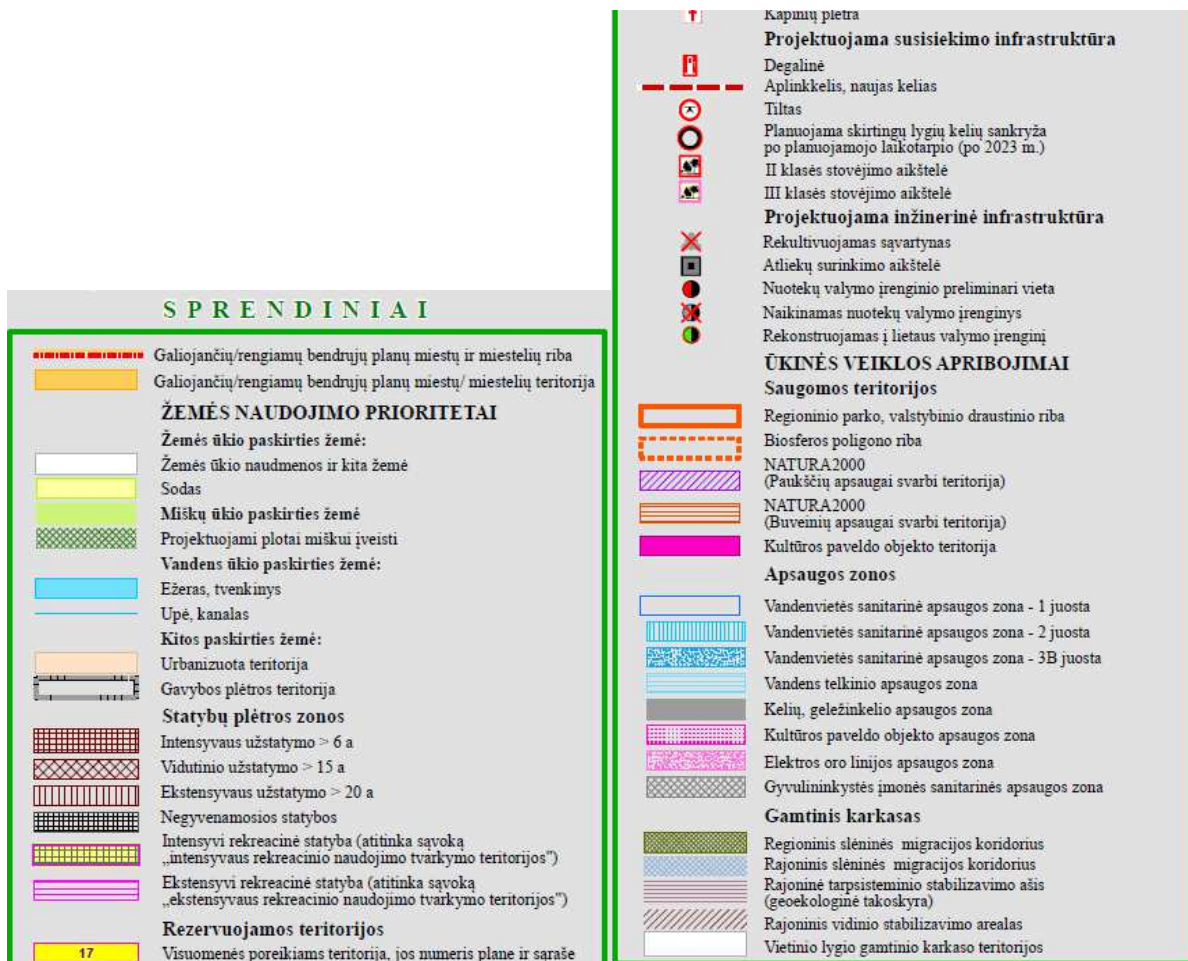 SPRENDINIAI
Galiojančių/rengiamų bendrųjų planų miestų ir miestelių riba
Galiojančių/rengiamų bendrųjų planų miestų/ miestelių teritorija
ŽEMĖS NAUDOJIMO PRIORITETAI
Žemės ūkio paskirties žemė:
Žemės ūkio naudmenos ir kita žemė
Sodas
Miškų ūkio paskirties žemė
Projektuojami plotai miškui įveisti
Vandens ūkio paskirties žemė:
Ežeras, tvenkinys
Upė, kanalas
Kitos paskirties žemė:
Urbanizuota teritorija
Gavybos plėtros teritorija
Statybų plėtros zonos
Intensyvaus užstatymo > 6 a
Vidutinio užstatymo > 15 a
Ekstensyvaus užstatymo > 20 a
Negyvenamosios statybos
Intensyvi rekreacinė statyba (atitinka sąvoką
„intensyvaus rekreacinio naudojimo tvarkymo teritorijos")
Ekstensyvi rekreacinė statyba (atitinka sąvoką
„ekstensyvaus rekreacinio naudojimo tvarkymo teritorijos")
Rezervuojamos teritorijos
17 Visuomenės poreikiams teritorija, jos numeris plane ir sąraše
Kapinių plėtra
Projektuojama susisiekimo infrastruktūra
Degalinė
Aplinkkelis, naujas kelias
Tiltas
Planuojama skirtingų lygių kelių sankryža
po planuojamojo laikotarpio (po 2023 m.)
II klasės stovėjimo aikštelė
III klasės stovėjimo aikštelė
Projektuojama inžinerinė infrastruktūra
Rekultivuojamas sąvartynas
Atliekų surinkimo aikštelė
Nuotekų valymo įrenginio preliminari vieta
Naikinamas nuotekų valymo įrenginys
Rekonstruojamas į lietaus valymo įrenginį
ŪKINĖS VEIKLOS APRIBOJIMAI
Saugomos teritorijos
Regioninio parko, valstybinio draustinio riba
Biosferos poligono riba
NATURA2000
(Paukščių apsaugai svarbi teritorija)
NATURA2000
(Buveinių apsaugai svarbi teritorija)
Kultūros paveldo objekto teritorija
Apsaugos zonos
Vandenvietės sanitarinė apsaugos zona - 1 juosta
Vandenvietės sanitarinė apsaugos zona - 2 juosta
Vandenvietės sanitarinė apsaugos zona - 3B juosta
Vandens telkinio apsaugos zona
Kelių, geležinkelio apsaugos zona
Kultūros paveldo objekto apsaugos zona
Elektros oro linijos apsaugos zona
Gyvulininkystės įmonės sanitarinės apsaugos zona
Gamtinis karkasas
Regioninis slėninės migracijos koridorius
Rajoninis slėninės migracijos koridorius
Rajoninė tarpsisteminio stabilizavimo ašis
(geoekologinė takoskyra)
Rajoninis vidinio stabilizavimo arealas
Vietinio lygio gamtinio karkaso teritorijos